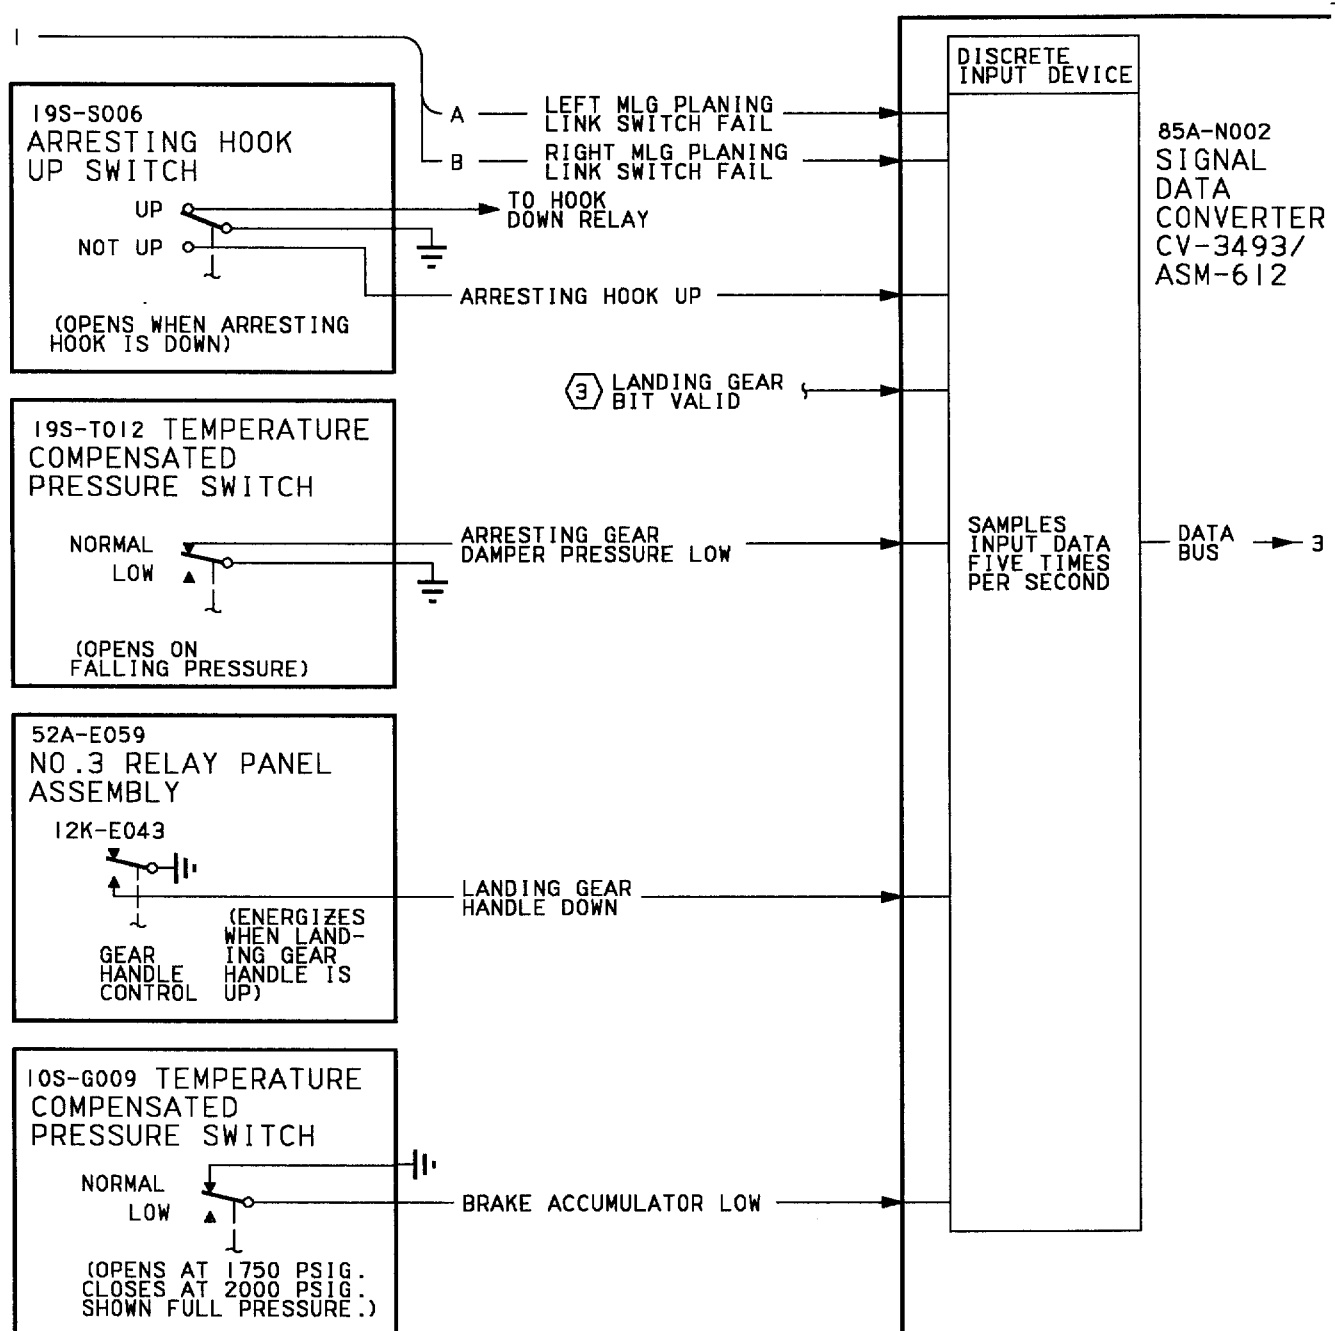 1
19S-S006
ARRESTING HOOK
UP SWITCH
UP
NOT UP
(OPENS WHEN ARRESTING
HOOK IS DOWN)
A
LEFT MLG PLANING
LINK SWITCH FAIL
B
RIGHT MLG PLANING
LINK SWITCH FAIL
TO HOOK
DOWN RELAY
ARRESTING HOOK UP
3
LANDING GEAR
BIT VALID
19S-T012 TEMPERATURE
COMPENSATED
PRESSURE SWITCH
NORMAL
LOW
(OPENS ON
FALLING PRESSURE)
ARRESTING GEAR
DAMPER PRESSURE LOW
52A-E059
NO.3 RELAY PANEL
ASSEMBLY
12K-E043
GEAR
HANDLE
CONTROL
(ENERGIZES
WHEN LAND-
ING GEAR
HANDLE IS
UP)
LANDING GEAR
HANDLE DOWN
10S-G009 TEMPERATURE
COMPENSATED
PRESSURE SWITCH
NORMAL
LOW
(OPENS AT 1750 PSIG.
CLOSES AT 2000 PSIG.
SHOWN FULL PRESSURE.)
BRAKE ACCUMULATOR LOW
DISCRETE
INPUT DEVICE
SAMPLES
INPUT DATA
FIVE TIMES
PER SECOND
85A-N002
SIGNAL
DATA
CONVERTER
CV-3493/
ASM-612
DATA
BUS
3